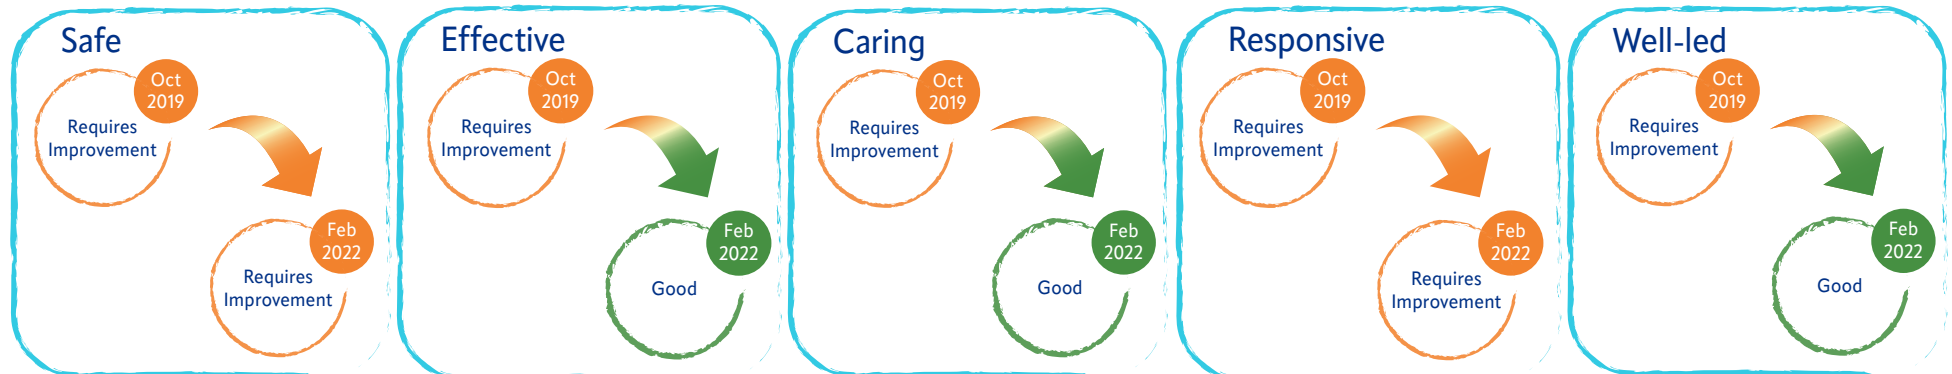 Safe
Oct
2019
Requires
Improvement
Feb
2022
Requires
Improvement
Effective
Oct
2019
Requires
Improvement
Feb
2022
Good
Caring
Oct
2019
Requires
Improvement
Feb
2022
Good
Responsive
Oct
2019
Requires
Improvement
Feb
2022
Requires
Improvement
Well-led
Oct
2019
Requires
Improvement
Feb
2022
Good